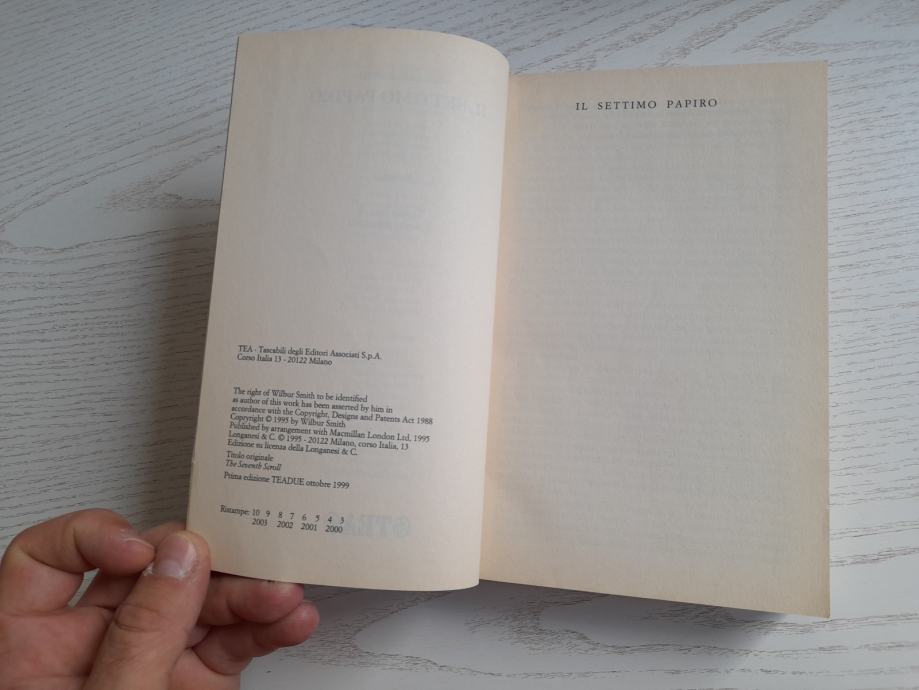 TEA - Tascabili degli Editori Associati S.p.A.
Corso Italia 13 - 20122 Milano
The right of Wilbur Smith to be identified
as author of this work has been asserted by him in
accordance with the Copyright, Designs and Patents Act 1988
Copyright © 1995 by Wilbur Smith
Published by arrangement with Macmillan London Ltd, 1995
Longanesi & C. © 1995 - 20122 Milano, corso Italia, 13
Edizione su licenza della Longanesi & C.
Titolo originale
The Seventh Scroll
Prima edizione TEADUE ottobre 1999
Ristampe: 10 9 8 7 6 5 4 3
2003 2002 2001 2000
IL SETTIMO PAPIRO